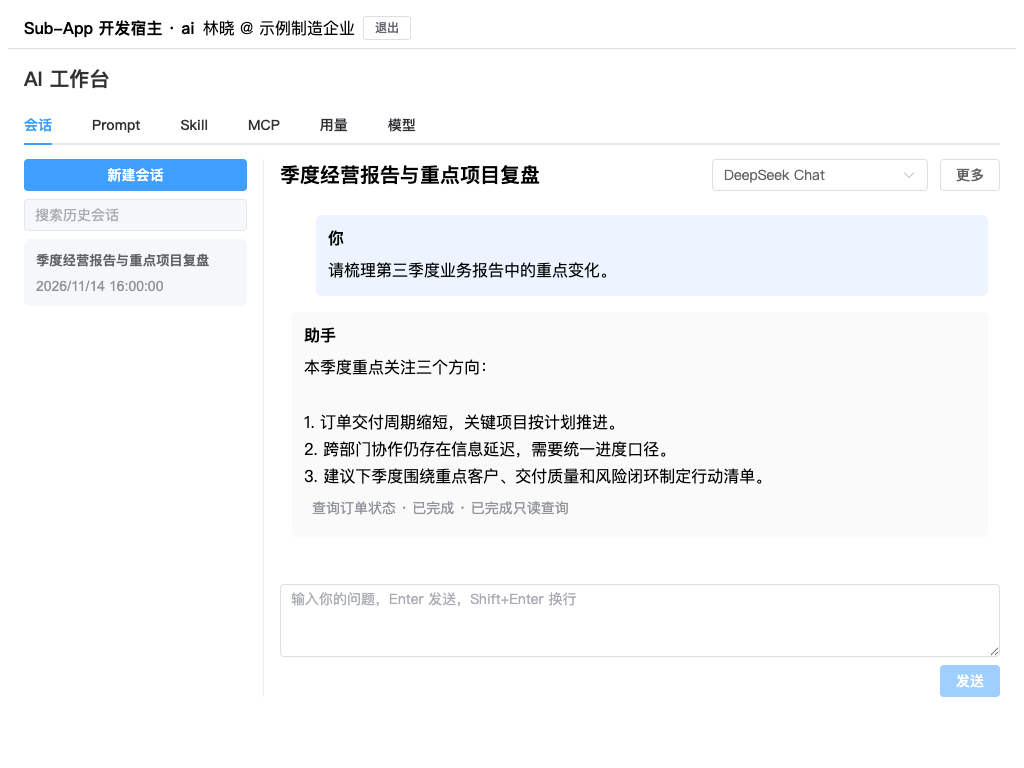 Sub-App 开发宿主 · ai 林晓 @ 示例制造企业 退出
AI 工作台
会话 Prompt Skill MCP 用量 模型
新建会话
搜索历史会话
季度经营报告与重点项目复盘
2026/11/14 16:00:00
季度经营报告与重点项目复盘 DeepSeek Chat 更多
你
请梳理第三季度业务报告中的重点变化。
助手
本季度重点关注三个方向：
1. 订单交付周期缩短，关键项目按计划推进。
2. 跨部门协作仍存在信息延迟，需要统一进度口径。
3. 建议下季度围绕重点客户、交付质量和风险闭环制定行动清单。
查询订单状态 · 已完成 · 已完成只读查询
输入你的问题，Enter 发送，Shift+Enter 换行
发送